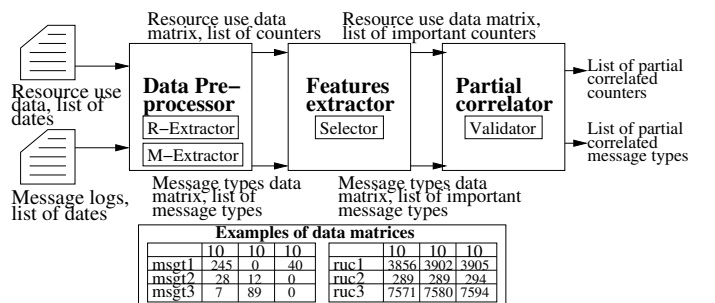 Resource use data
matrix, list of counters
Resource use data matrix,
list of important counters
Resource use
data, list of
dates
Data Pre-
processor
R-Extractor
M-Extractor
Features
extractor
Selector
Partial
correlator
Validator
List of partial
correlated
counters
List of partial
correlated
message types
Message logs,
list of dates
Message types data
matrix, list of
message types
Message types data
matrix, list of important
message types
Examples of data matrices
10 10 10
msgt1 245 0 40
msgt2 28 12 0
msgt3 7 89 0
10 10 10
ruc1 3856 3902 3905
ruc2 289 289 294
ruc3 7571 7580 7594